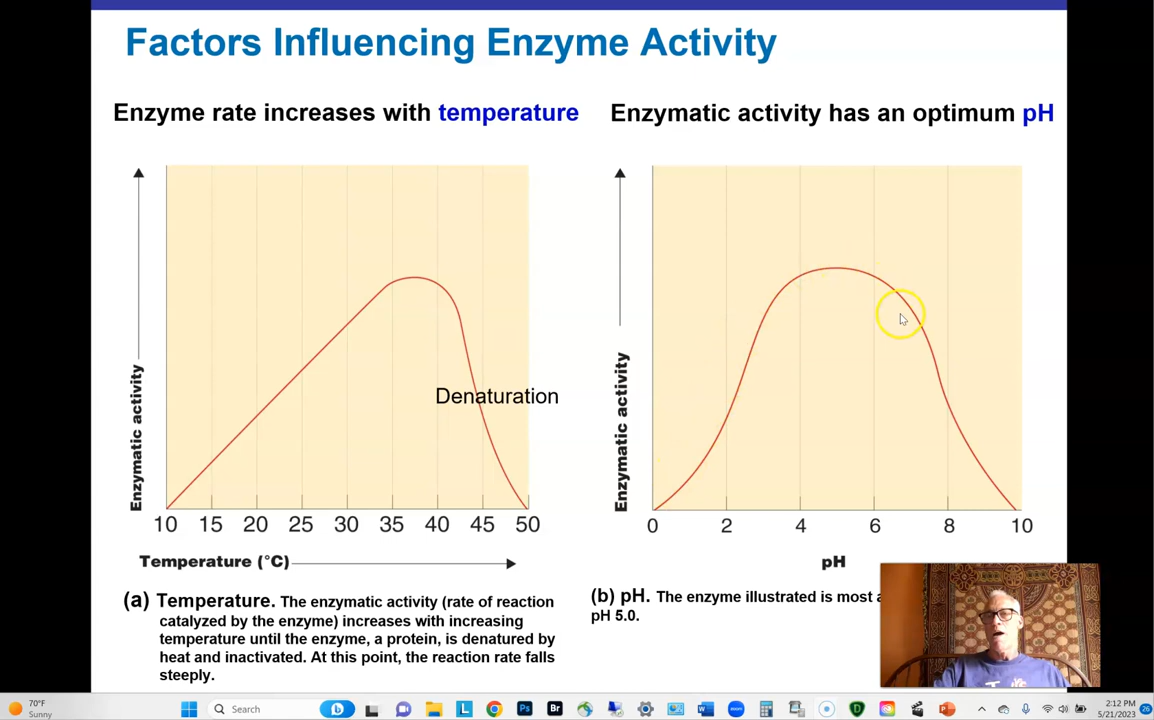 Factors Influencing Enzyme Activity
Enzyme rate increases with temperature
Enzymatic activity has an optimum pH
Enzymatic activity
Denaturation
10 15 20 25 30 35 40 45 50
Temperature (°C)
Enzymatic activity
0 2 4 6 8 10
pH
(a) Temperature. The enzymatic activity (rate of reaction
catalyzed by the enzyme) increases with increasing
temperature until the enzyme, a protein, is denatured by
heat and inactivated. At this point, the reaction rate falls
steeply.
(b) pH. The enzyme illustrated is most a
pH 5.0.
70°F
Sunny
Search
b
Ps
Br
L
W
zoom
D
P
2:12 PM
5/21/2023
26